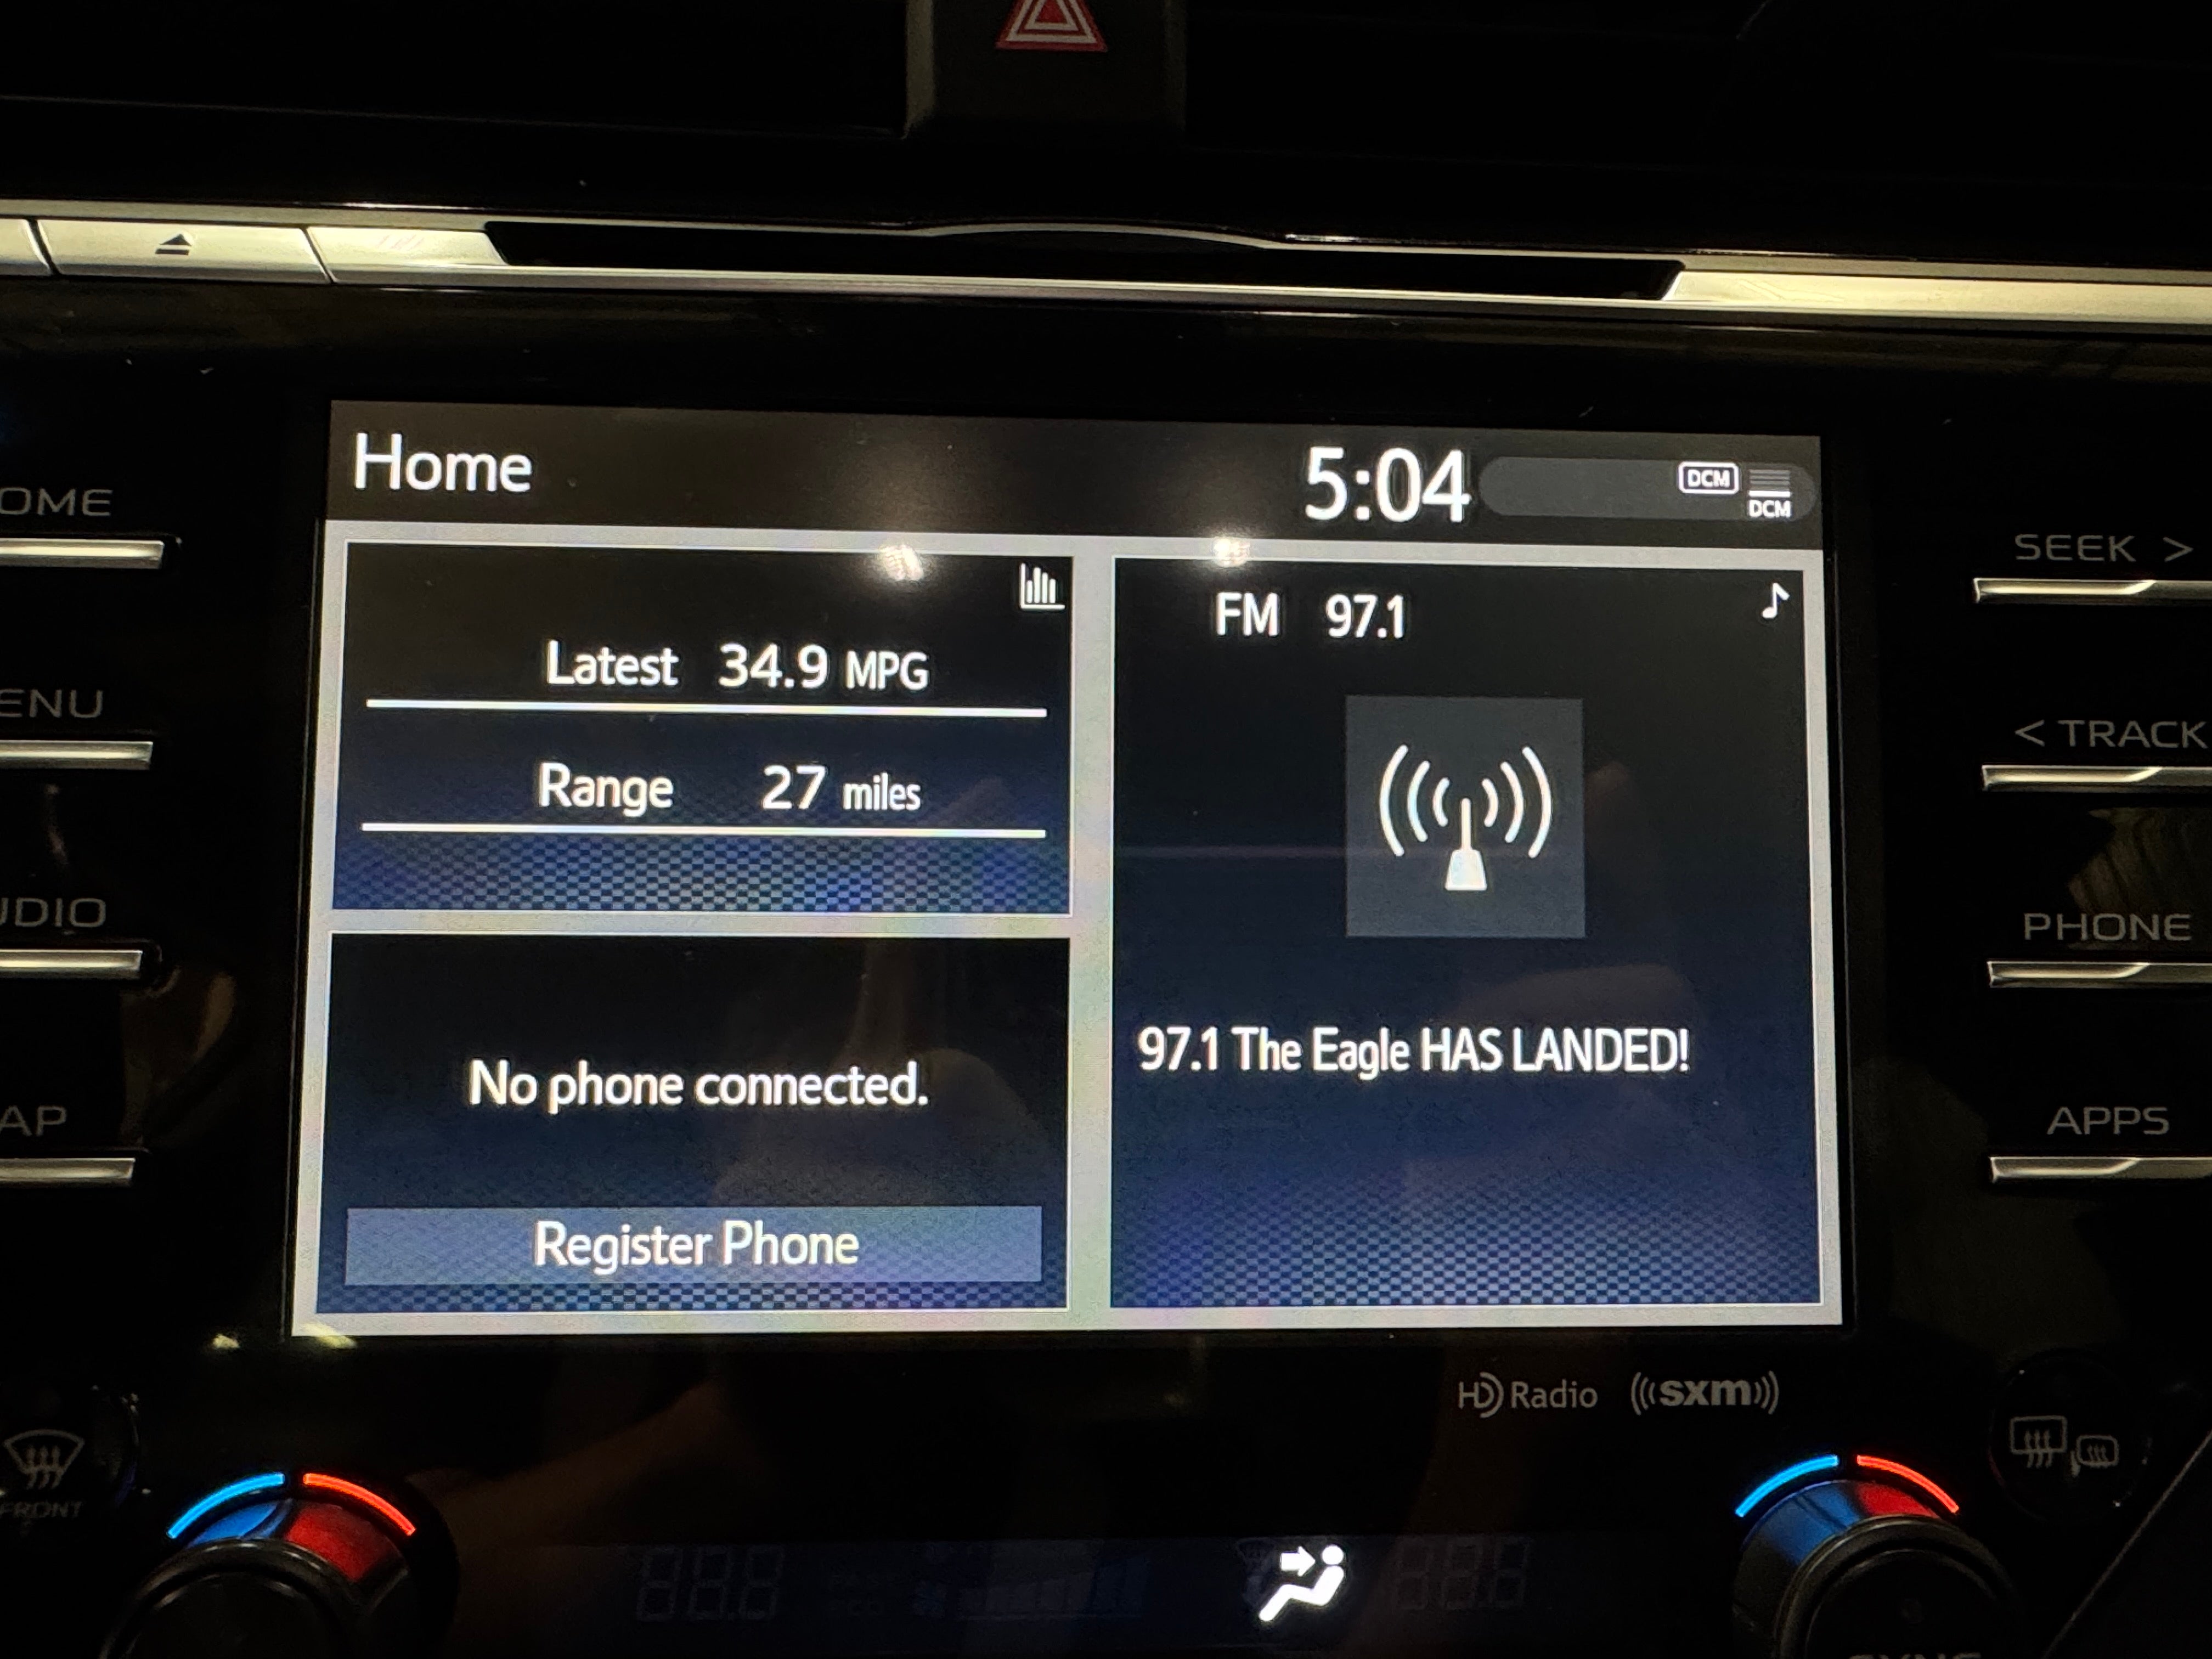 Home
5:04
DCM
DCM
OME
ENU
UDIO
AP
SEEK >
< TRACK
PHONE
APPS
Latest 34.9 MPG
Range 27 miles
No phone connected.
Register Phone
FM 97.1
97.1 The Eagle HAS LANDED!
HD Radio
((sxm))
FRONT